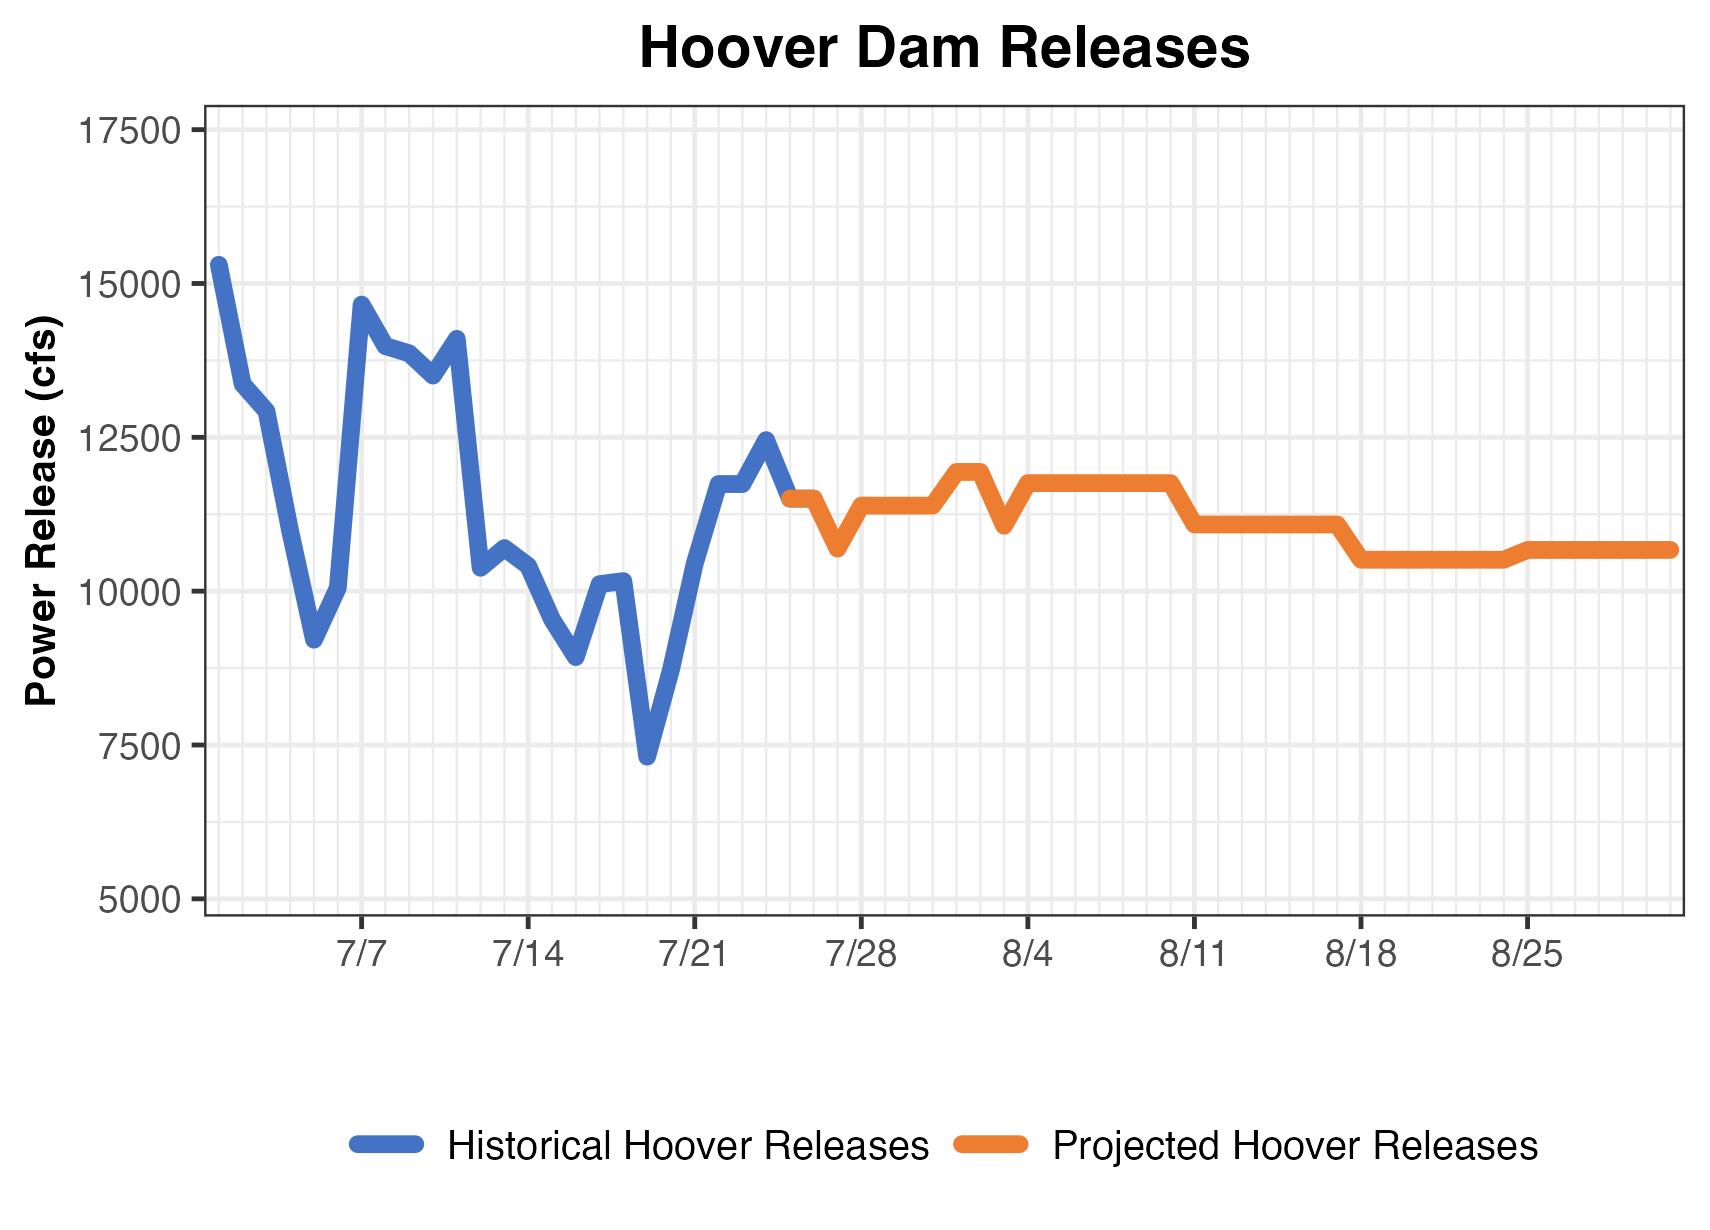 Hoover Dam Releases
Power Release (cfs)
17500
15000
12500
10000
7500
5000
7/7 7/14 7/21 7/28 8/4 8/11 8/18 8/25
Historical Hoover Releases Projected Hoover Releases